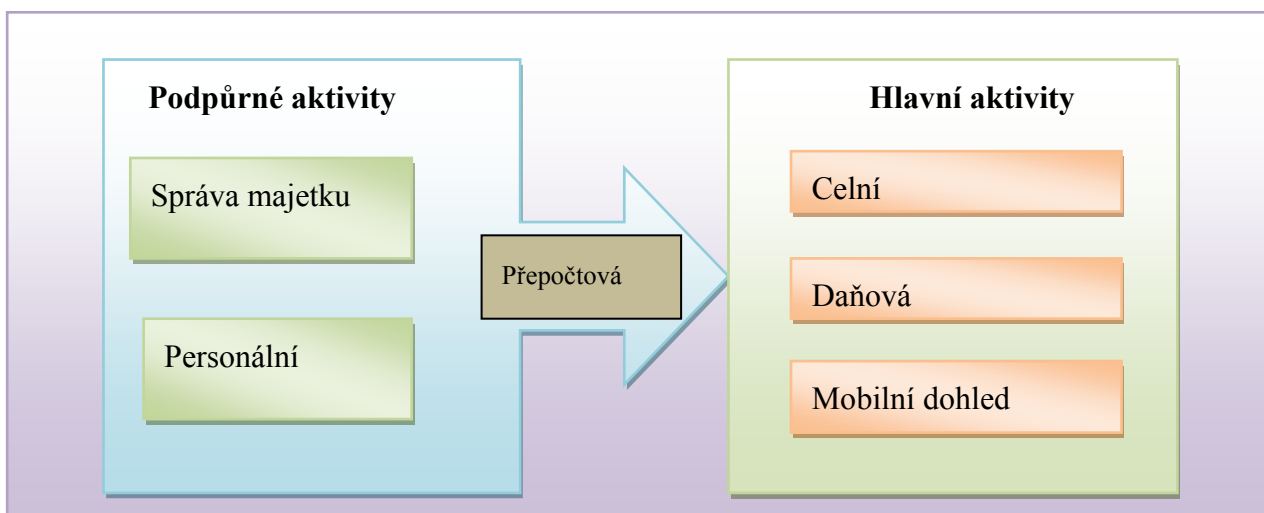 Podpůrné aktivity
Správa majetku
Personální
Přepočtová
Hlavní aktivity
Celní
Daňová
Mobilní dohled